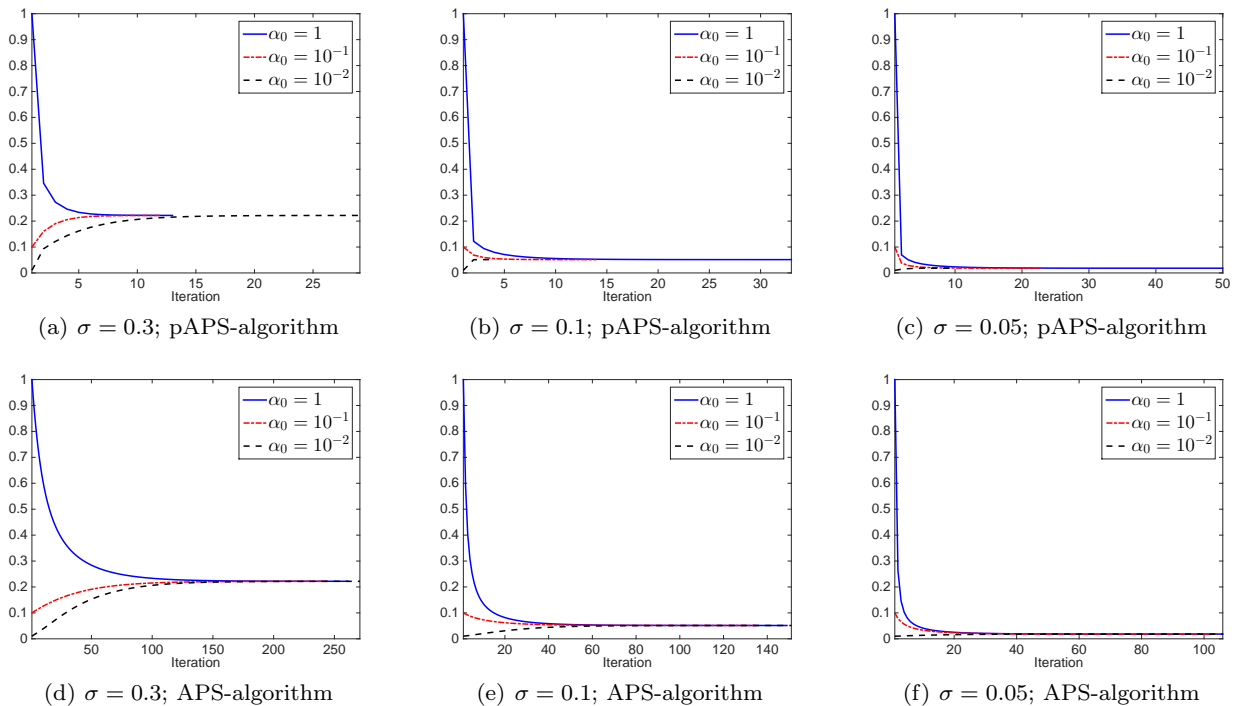 1
0.9
0.8
0.7
0.6
0.5
0.4
0.3
0.2
0.1
0
5 10 15 20 25
Iteration
α₀ = 1
α₀ = 10⁻¹
α₀ = 10⁻²
(a) σ = 0.3; pAPS-algorithm
1
0.9
0.8
0.7
0.6
0.5
0.4
0.3
0.2
0.1
0
5 10 15 20 25 30
Iteration
α₀ = 1
α₀ = 10⁻¹
α₀ = 10⁻²
(b) σ = 0.1; pAPS-algorithm
1
0.9
0.8
0.7
0.6
0.5
0.4
0.3
0.2
0.1
0
10 20 30 40 50
Iteration
α₀ = 1
α₀ = 10⁻¹
α₀ = 10⁻²
(c) σ = 0.05; pAPS-algorithm
1
0.9
0.8
0.7
0.6
0.5
0.4
0.3
0.2
0.1
0
50 100 150 200 250
Iteration
α₀ = 1
α₀ = 10⁻¹
α₀ = 10⁻²
(d) σ = 0.3; APS-algorithm
1
0.9
0.8
0.7
0.6
0.5
0.4
0.3
0.2
0.1
0
20 40 60 80 100 120 140
Iteration
α₀ = 1
α₀ = 10⁻¹
α₀ = 10⁻²
(e) σ = 0.1; APS-algorithm
1
0.9
0.8
0.7
0.6
0.5
0.4
0.3
0.2
0.1
0
20 40 60 80 100
Iteration
α₀ = 1
α₀ = 10⁻¹
α₀ = 10⁻²
(f) σ = 0.05; APS-algorithm